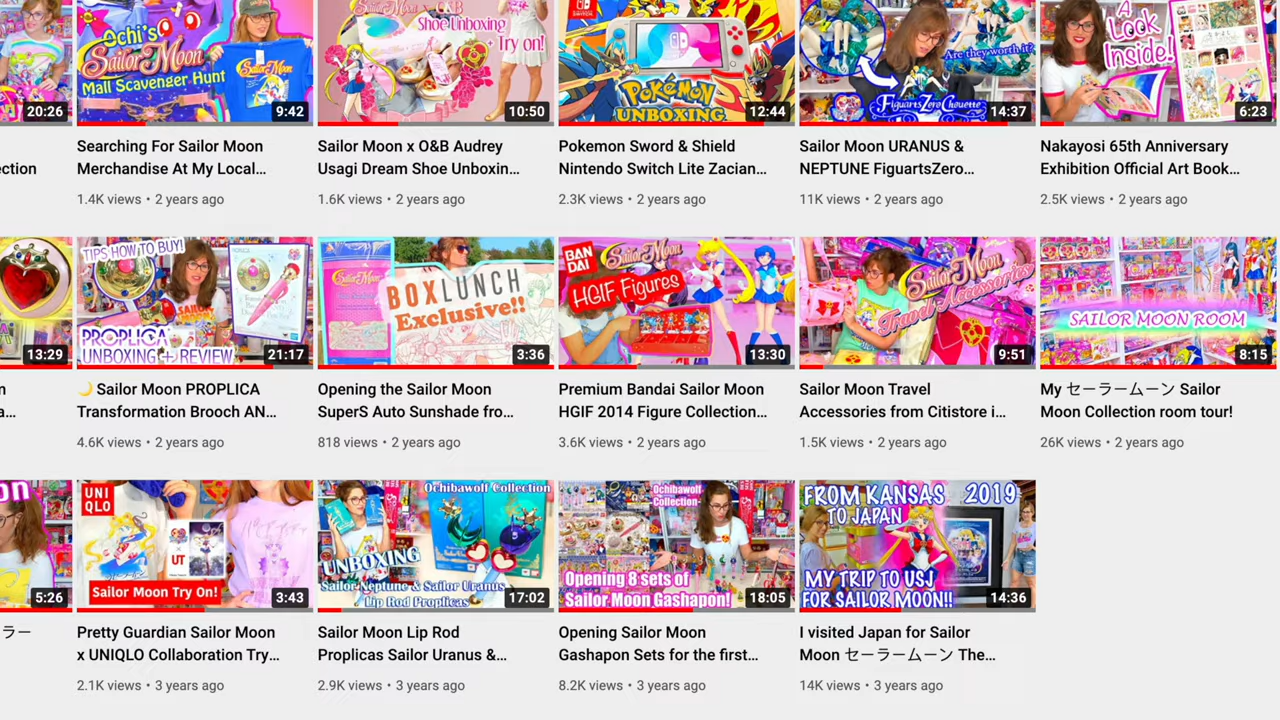 20:26
Ochi's
Sailor Moon
Mall Scavenger Hunt
Sailor Moon
9:42
Sailor Moon x O&B
Shoe Unboxing
Try on!
10:50
POKÉMON
UNBOXING
12:44
Are they worth it?
FiguartsZero Chouette
14:37
A
Look
Inside!
6:23
ection
Searching For Sailor Moon
Merchandise At My Local...
1.4K views • 2 years ago
Sailor Moon x O&B Audrey
Usagi Dream Shoe Unboxin...
1.6K views • 2 years ago
Pokemon Sword & Shield
Nintendo Switch Lite Zacian...
2.3K views • 2 years ago
Sailor Moon URANUS &
NEPTUNE FiguartsZero...
11K views • 2 years ago
Nakayosi 65th Anniversary
Exhibition Official Art Book...
2.5K views • 2 years ago
13:29
TIPS HOW TO BUY!
PROPLICA
UNBOXING + REVIEW
21:17
BOXLUNCH
Exclusive!!
3:36
BAN
DAI
Sailor Moon
HGIF Figures
13:30
Sailor Moon
Travel Accessories
9:51
SAILOR MOON ROOM
8:15
n
a...
🌙 Sailor Moon PROPLICA
Transformation Brooch AN...
4.6K views • 2 years ago
Opening the Sailor Moon
SuperS Auto Sunshade fro...
818 views • 2 years ago
Premium Bandai Sailor Moon
HGIF 2014 Figure Collection...
3.6K views • 2 years ago
Sailor Moon Travel
Accessories from Citistore i...
1.5K views • 2 years ago
My セーラームーン Sailor
Moon Collection room tour!
26K views • 2 years ago
on
5:26
UNI
QLO
UT
Sailor Moon Try On!
3:43
Ochibawolf Collection
UNBOXING
Sailor Neptune & Sailor Uranus
Lip Rod Proplicas
17:02
Ochibawolf
Collection
Opening 8 sets of
Sailor Moon Gashapon!
18:05
FROM KANSAS 2019
TO JAPAN
MY TRIP TO USJ
FOR SAILOR MOON!!
14:36
ラー
Pretty Guardian Sailor Moon
x UNIQLO Collaboration Try...
2.1K views • 3 years ago
Sailor Moon Lip Rod
Proplicas Sailor Uranus &...
2.9K views • 3 years ago
Opening Sailor Moon
Gashapon Sets for the first...
8.2K views • 3 years ago
I visited Japan for Sailor
Moon セーラームーン The...
14K views • 3 years ago